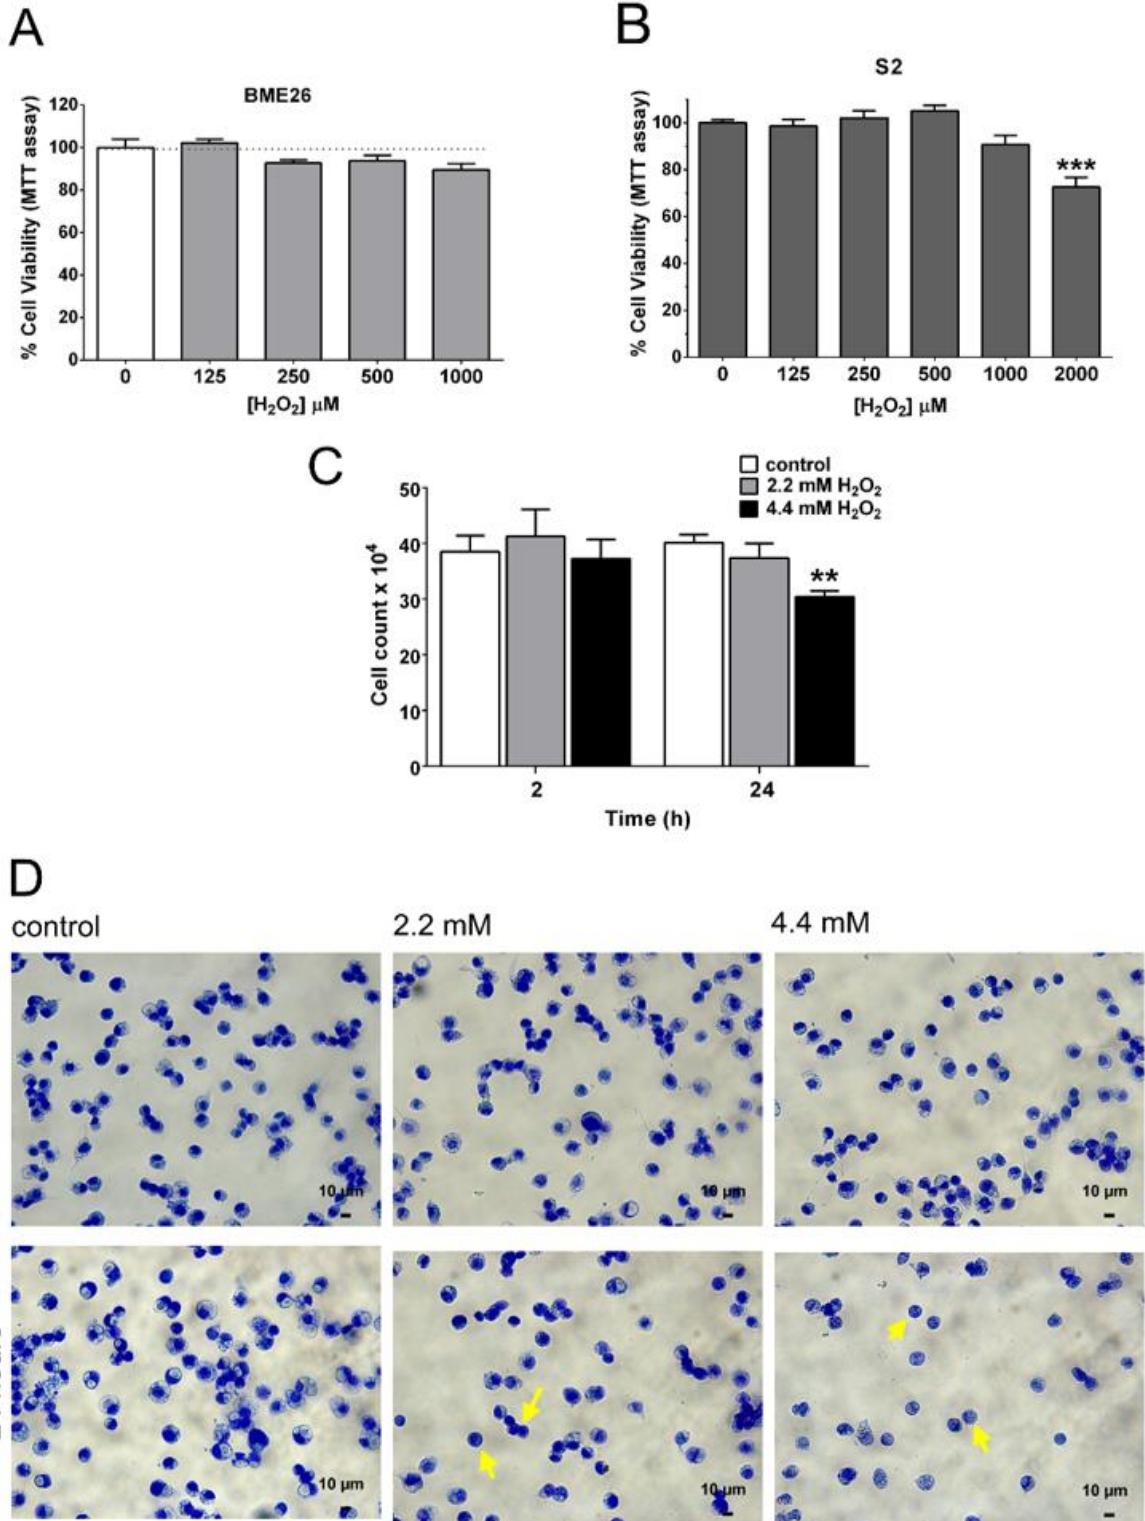 A
BME26
% Cell Viability (MTT assay)
120
100
80
60
40
20
0
0 125 250 500 1000
[H₂O₂] µM
B
S2
% Cell Viability (MTT assay)
100
80
60
40
20
0
***
0 125 250 500 1000 2000
[H₂O₂] µM
C
control
2.2 mM H₂O₂
4.4 mM H₂O₂
Cell count x 10⁴
50
40
30
20
10
0
**
2 24
Time (h)
D
control 2.2 mM 4.4 mM
10 µm 10 µm 10 µm
10 µm 10 µm 10 µm